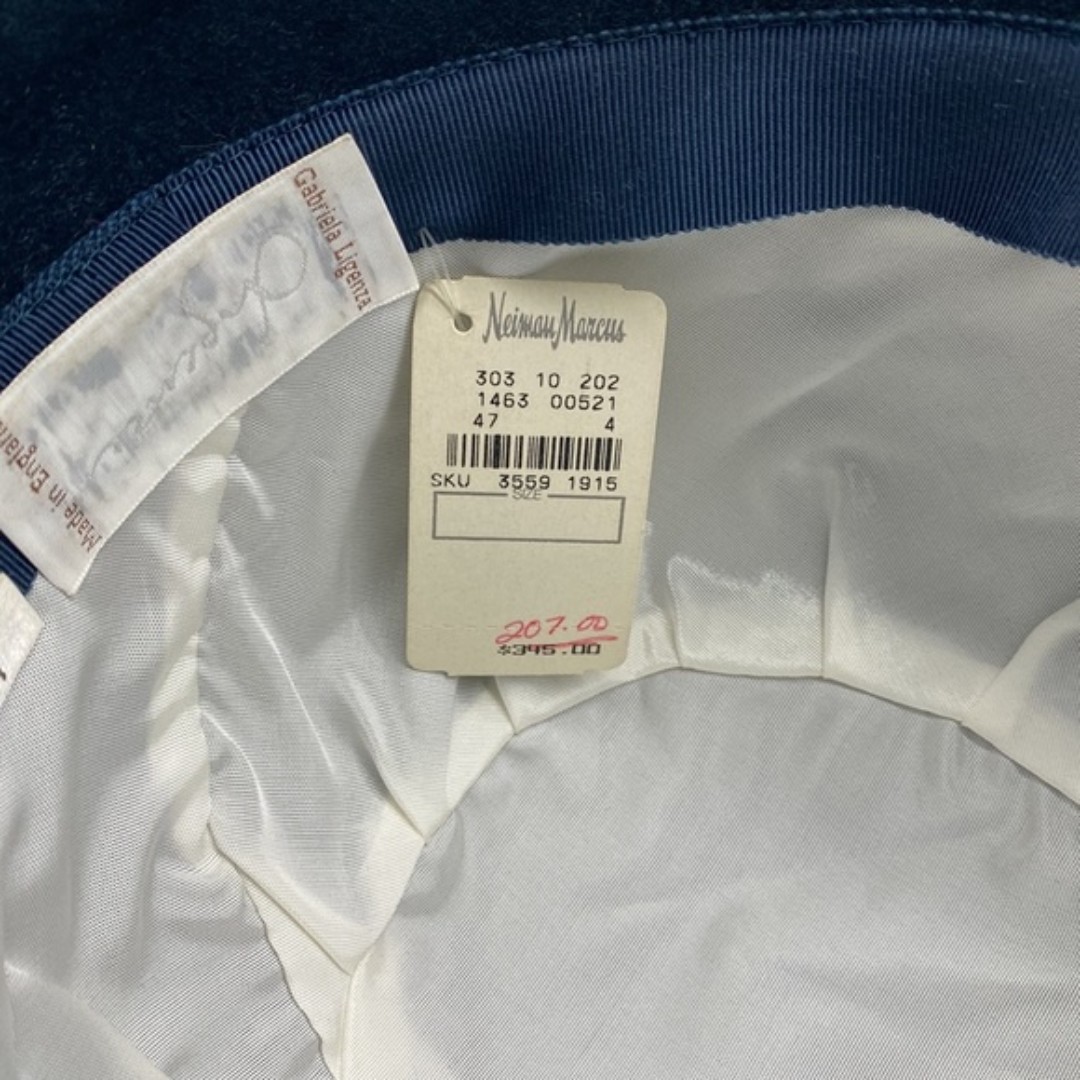 Gabriela Ligenza
Made in England
Neiman Marcus
303 10 202
1463 00521
47 4
SKU 3559 1915
SIZE
207.00
$345.00